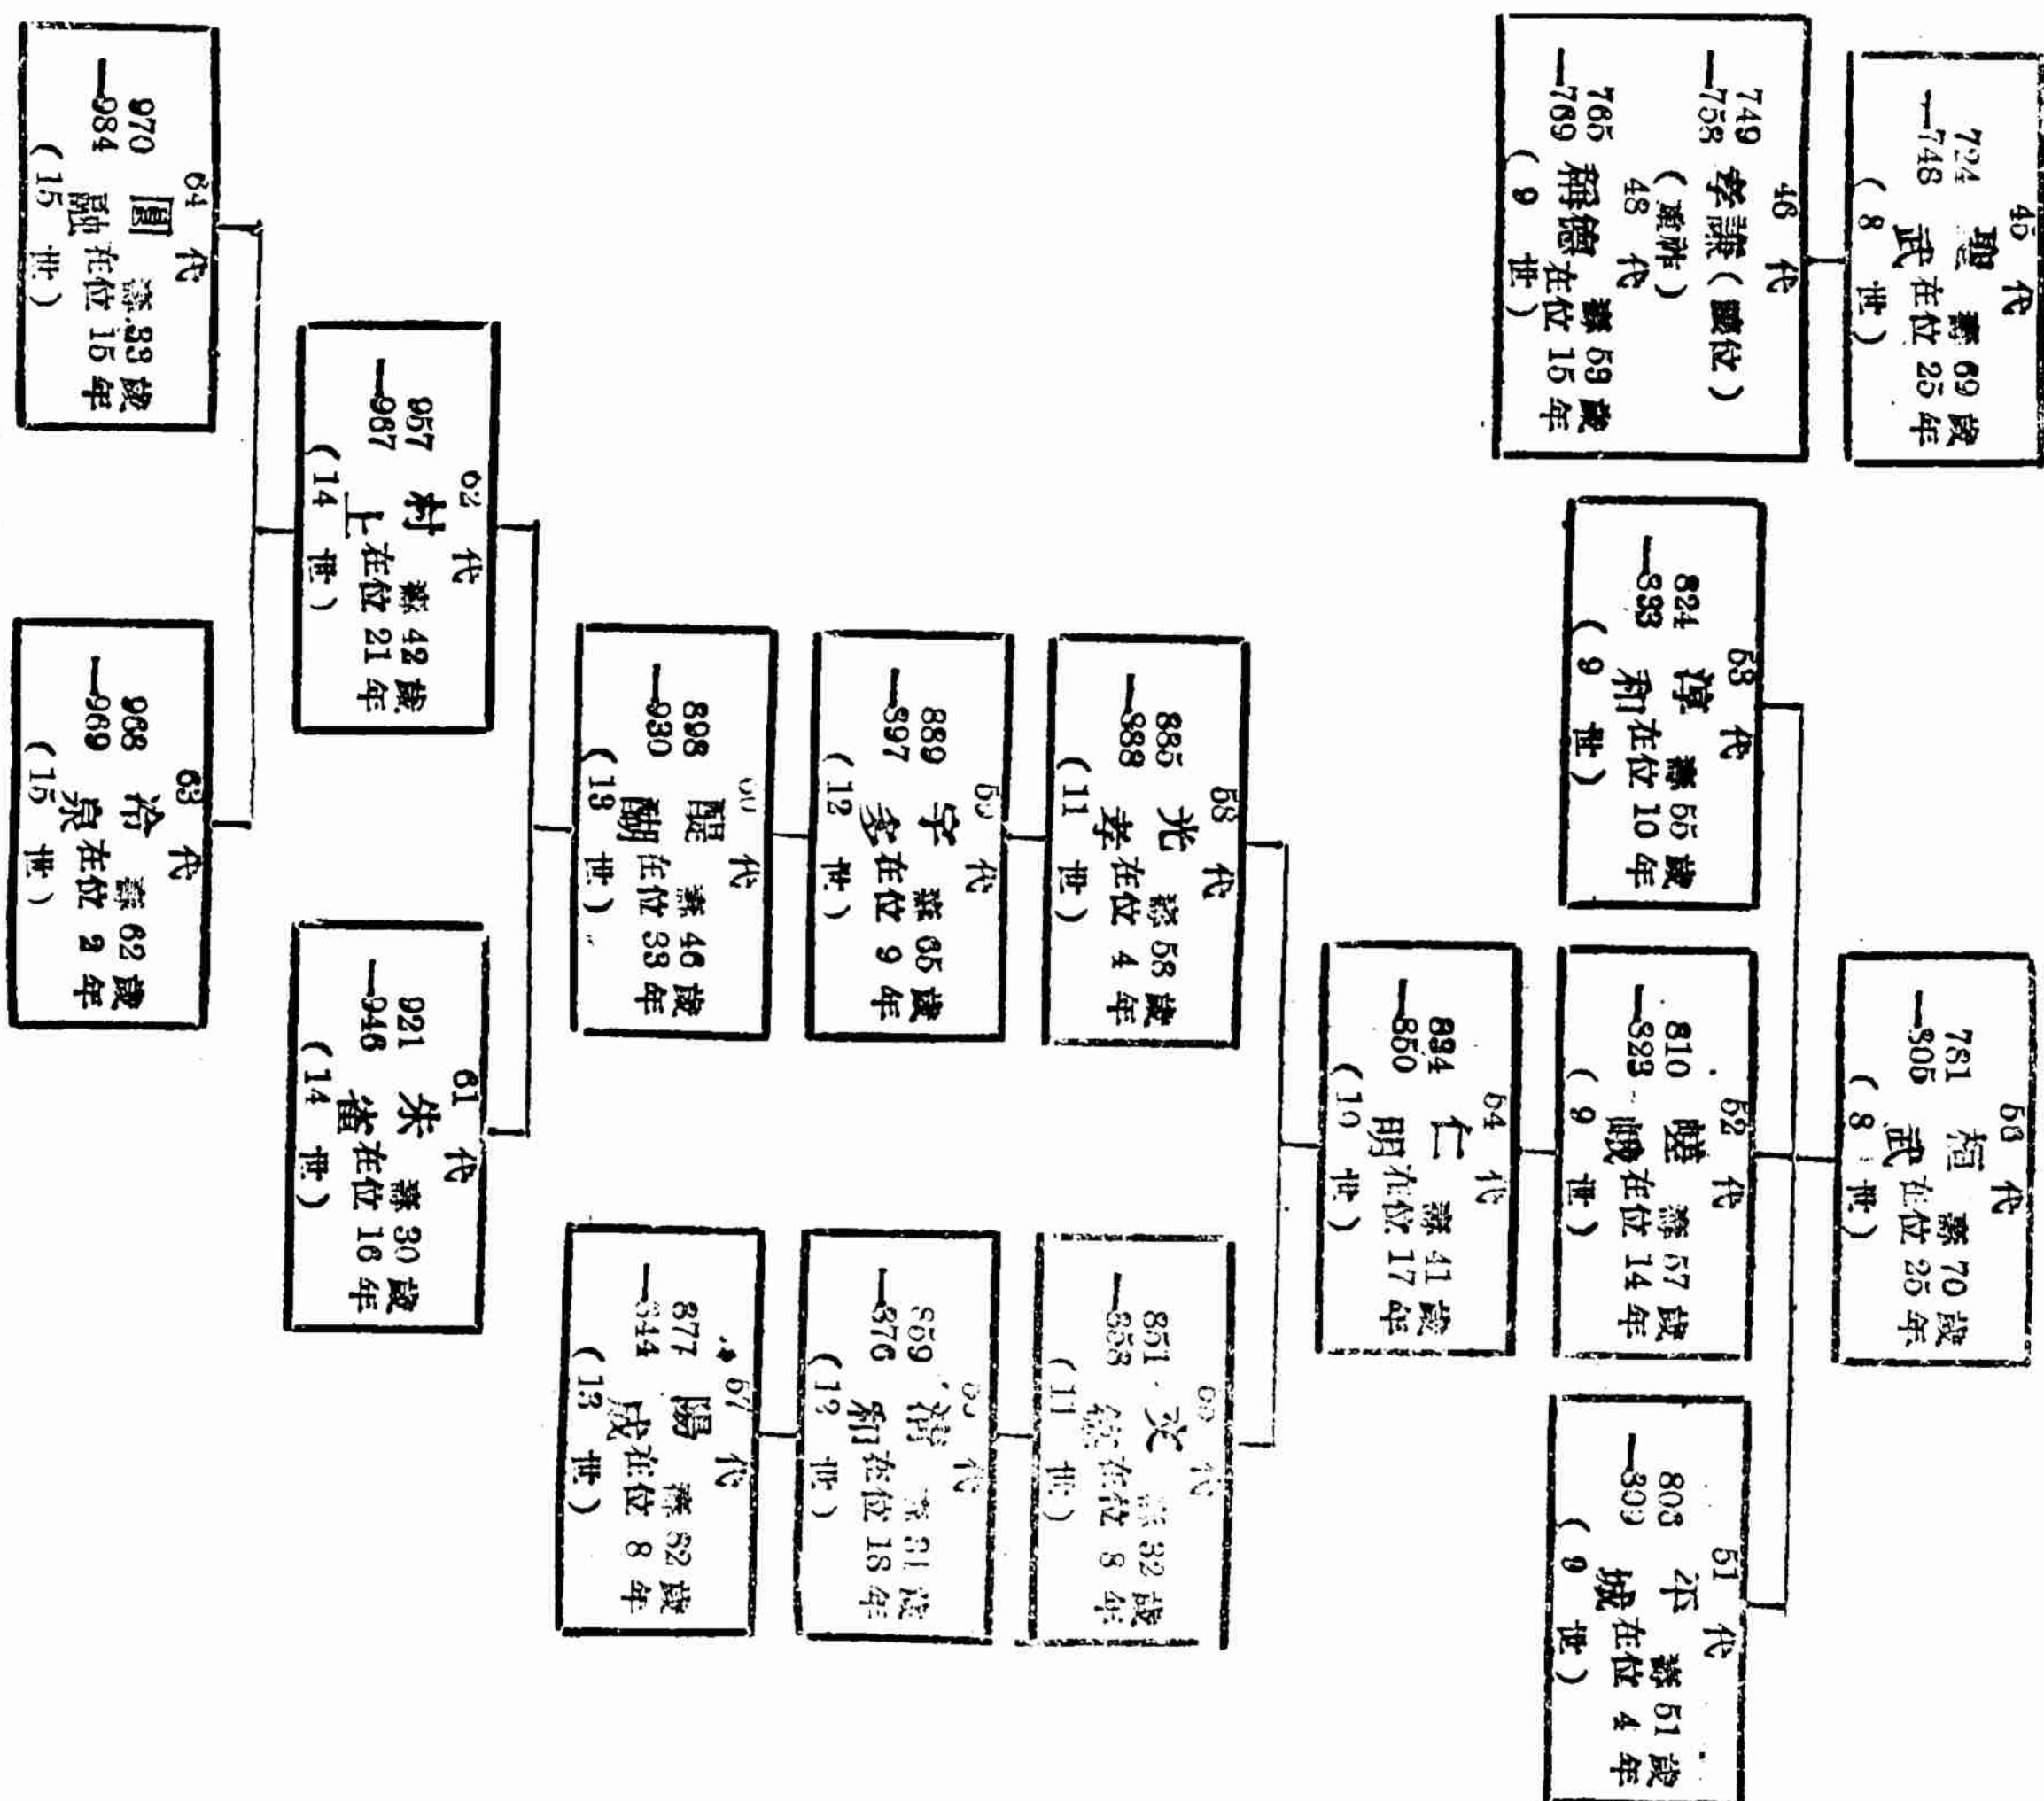 45 代
724 聖 壽 69 歲
—748 武 在位 25 年
( 8 世 )
50 代
781 桓 壽 70 歲
—805 武 在位 25 年
( 8 世 )
46 代
749 孝謙 (讓位)
—758 (重祚)
48 代
765 稱德 壽 53 歲
—769 在位 15 年
( 9 世 )
53 代
824 淳 壽 55 歲
—833 和 在位 10 年
( 9 世 )
52 代
810 嵯 壽 57 歲
—823 峨 在位 14 年
( 9 世 )
51 代
806 平 壽 51 歲
—809 城 在位 4 年
( 9 世 )
54 代
834 仁 壽 41 歲
—850 明 在位 17 年
(10 世 )
58 代
885 光 壽 58 歲
—888 孝 在位 4 年
(11 世 )
55 代
851 文 壽 32 歲
—858 德 在位 8 年
(11 世 )
59 代
889 宇 壽 65 歲
—897 多 在位 9 年
(12 世 )
56 代
859 清 壽 31 歲
—876 和 在位 18 年
(12 世 )
60 代
898 醍 壽 46 歲
—930 醐 在位 33 年
(13 世 )
57 代
877 陽 壽 82 歲
—844 成 在位 8 年
(13 世 )
62 代
957 村 壽 42 歲
—967 上 在位 21 年
(14 世 )
61 代
921 朱 壽 30 歲
—946 雀 在位 16 年
(14 世 )
64 代
970 圓 壽 33 歲
—984 融 在位 15 年
(15 世 )
63 代
968 冷 壽 62 歲
—969 泉 在位 2 年
(15 世 )